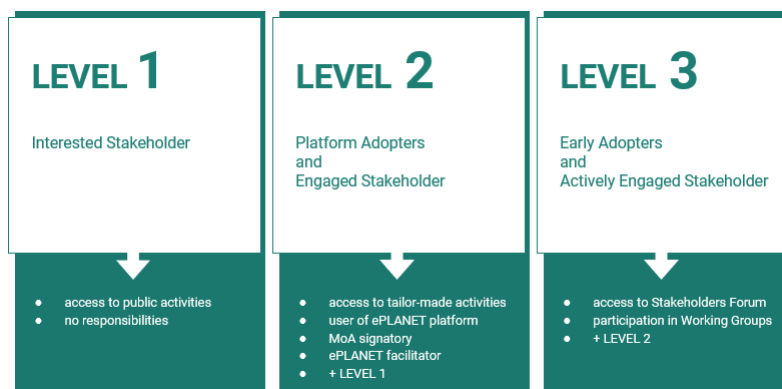 LEVEL 1
Interested Stakeholder
● access to public activities
● no responsibilities
LEVEL 2
Platform Adopters
and
Engaged Stakeholder
● access to tailor-made activities
● user of ePLANET platform
● MoA signatory
● ePLANET facilitator
● + LEVEL 1
LEVEL 3
Early Adopters
and
Actively Engaged Stakeholder
● access to Stakeholders Forum
● participation in Working Groups
● + LEVEL 2